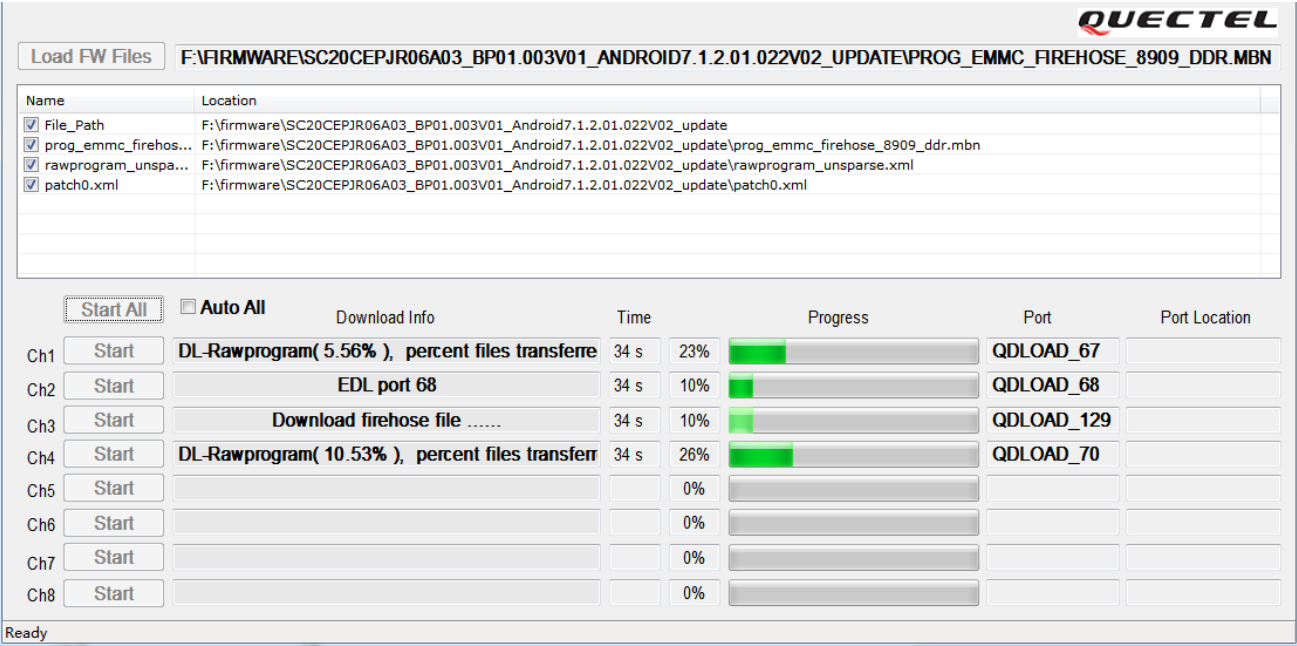 QUECTEL
Load FW Files F:\FIRMWARE\SC20CEPJR06A03_BP01.003V01_ANDROID7.1.2.01.022V02_UPDATE\PROG_EMMC_FIREHOSE_8909_DDR.MBN
Name Location
File_Path F:\firmware\SC20CEPJR06A03_BP01.003V01_Android7.1.2.01.022V02_update
prog_emmc_firehos... F:\firmware\SC20CEPJR06A03_BP01.003V01_Android7.1.2.01.022V02_update\prog_emmc_firehose_8909_ddr.mbn
rawprogram_unspa... F:\firmware\SC20CEPJR06A03_BP01.003V01_Android7.1.2.01.022V02_update\rawprogram_unsparse.xml
patch0.xml F:\firmware\SC20CEPJR06A03_BP01.003V01_Android7.1.2.01.022V02_update\patch0.xml
Start All Auto All Download Info Time Progress Port Port Location
Ch1 Start DL-Rawprogram( 5.56% ), percent files transferre 34 s 23% QDLOAD_67
Ch2 Start EDL port 68 34 s 10% QDLOAD_68
Ch3 Start Download firehose file ...... 34 s 10% QDLOAD_129
Ch4 Start DL-Rawprogram( 10.53% ), percent files transferr 34 s 26% QDLOAD_70
Ch5 Start 0%
Ch6 Start 0%
Ch7 Start 0%
Ch8 Start 0%
Ready